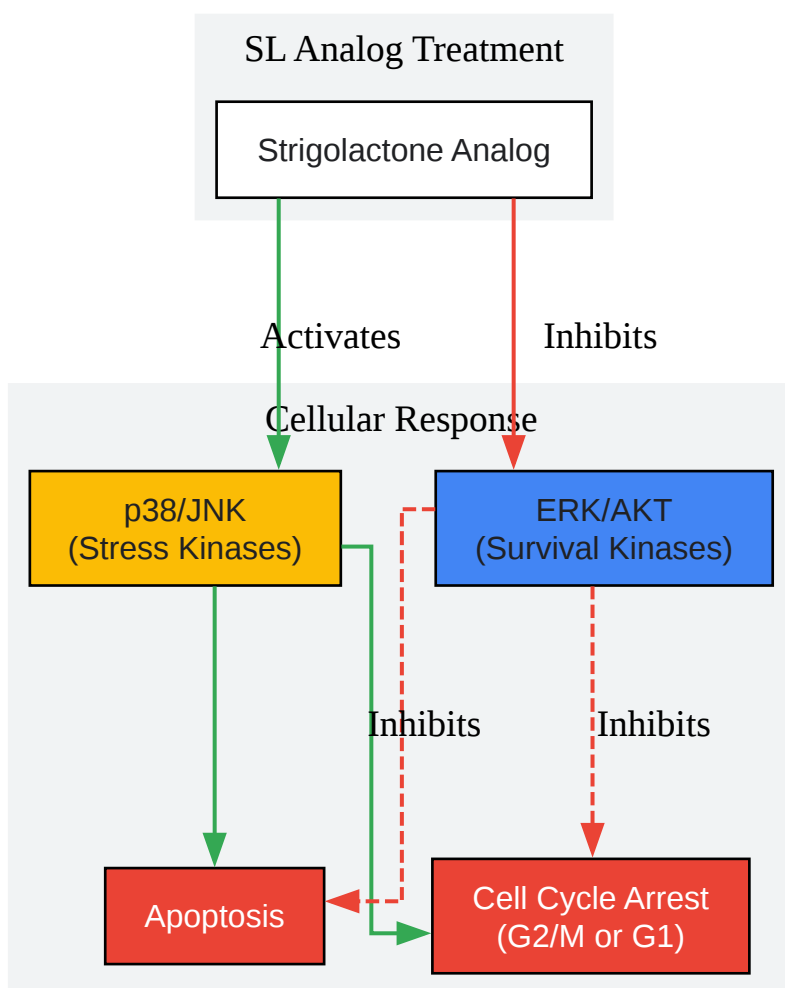 SL Analog Treatment
Strigolactone Analog
Activates
Inhibits
Cellular Response
p38/JNK
(Stress Kinases)
ERK/AKT
(Survival Kinases)
Inhibits
Inhibits
Apoptosis
Cell Cycle Arrest
(G2/M or G1)